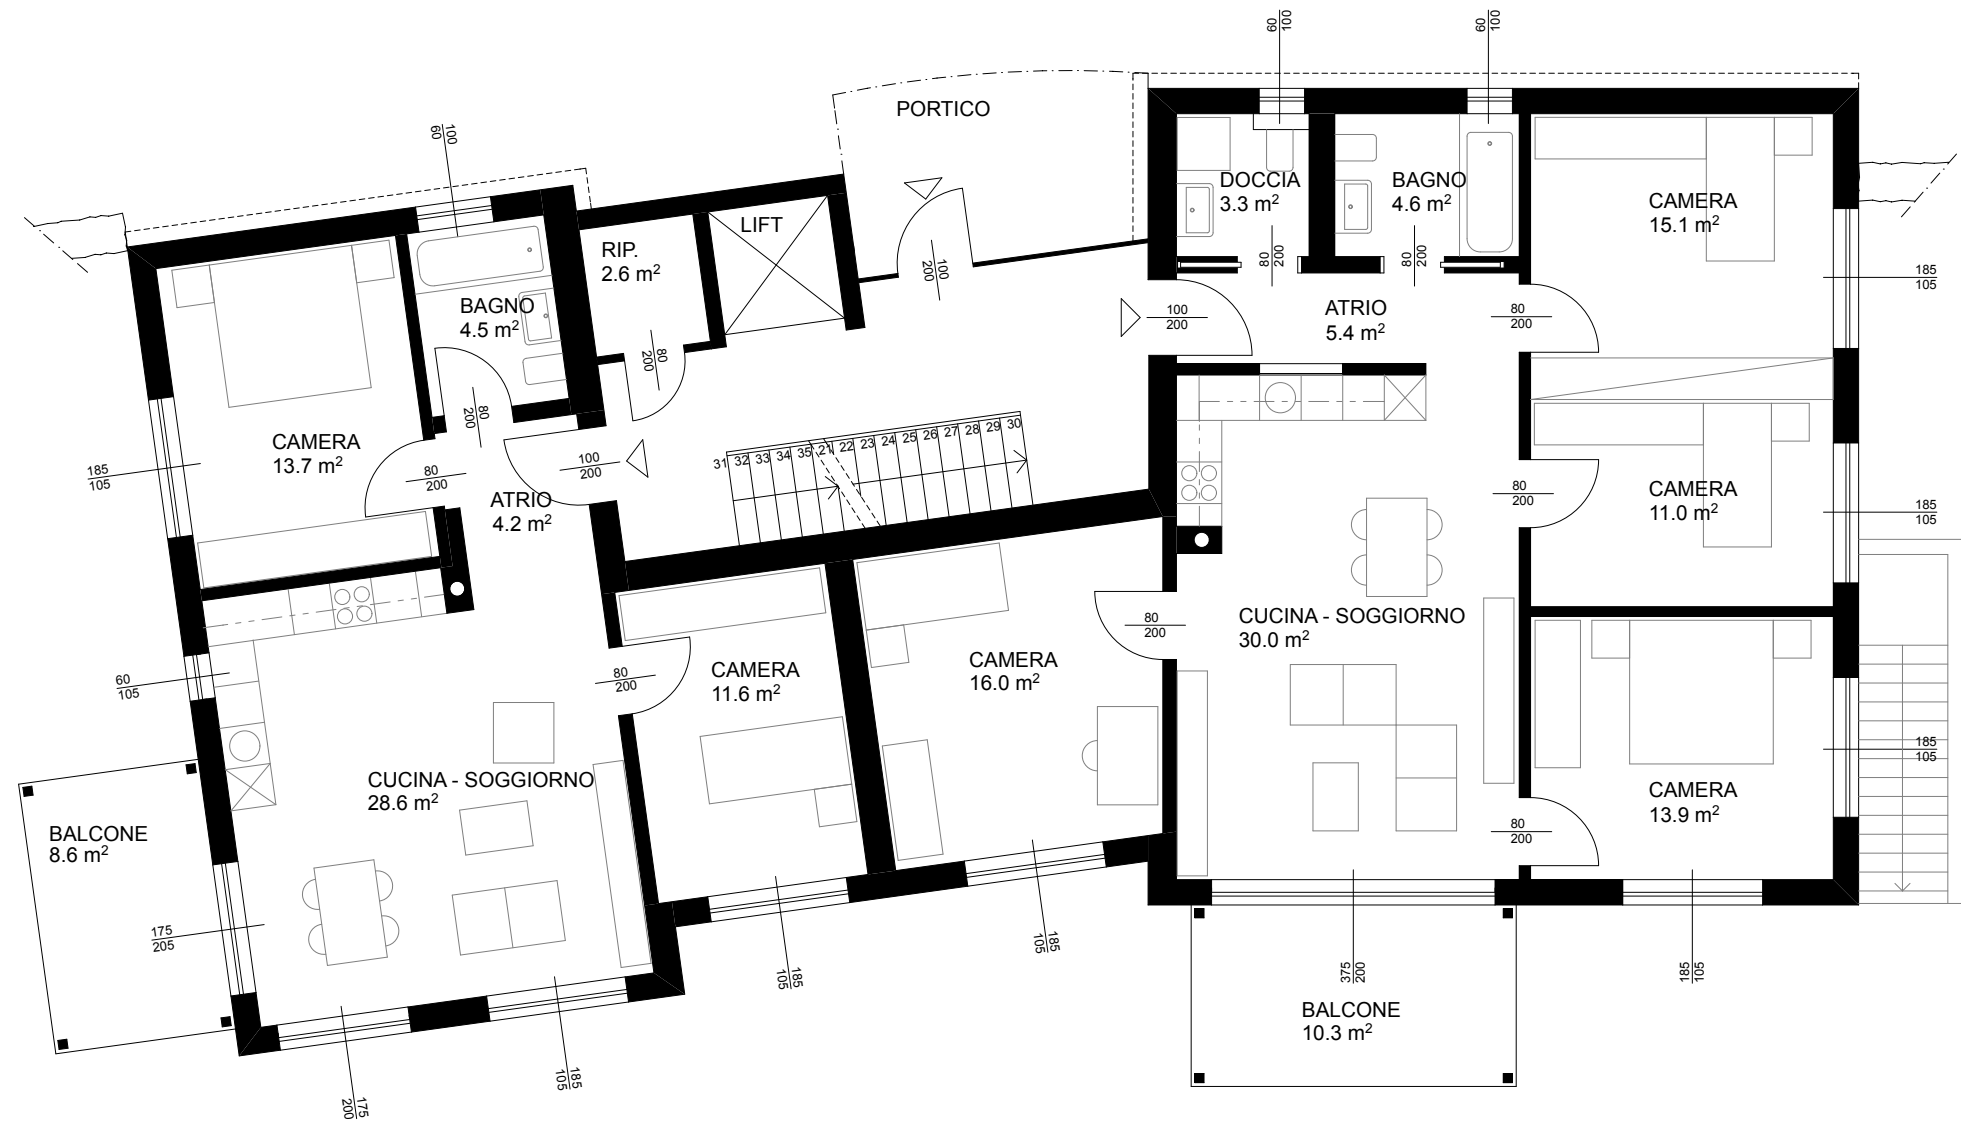 60
100
60
100
PORTICO
100
60
LIFT
RIP.
2.6 m²
DOCCIA
3.3 m²
BAGNO
4.6 m²
CAMERA
15.1 m²
80
200
80
200
100
200
185
105
BAGNO
4.5 m²
ATRIO
5.4 m²
100
200
80
200
80
200
80
200
CAMERA
13.7 m²
185
105
80
200
100
200
ATRIO
4.2 m²
31 32 33 34 35 21 22 23 24 25 26 27 28 29 30
80
200
CAMERA
11.0 m²
185
105
CUCINA - SOGGIORNO
30.0 m²
80
200
CAMERA
16.0 m²
CAMERA
11.6 m²
80
200
60
105
CUCINA - SOGGIORNO
28.6 m²
185
105
CAMERA
13.9 m²
80
200
BALCONE
8.6 m²
175
205
185
105
185
105
375
200
185
105
BALCONE
10.3 m²
185
105
175
200